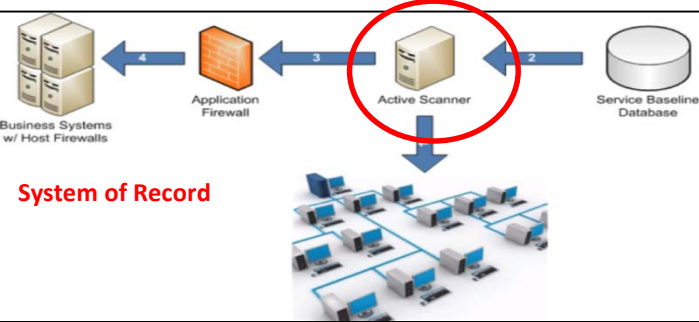 4
3
2
Application
Firewall
Active Scanner
Service Baseline
Database
Business Systems
w/ Host Firewalls
System of Record